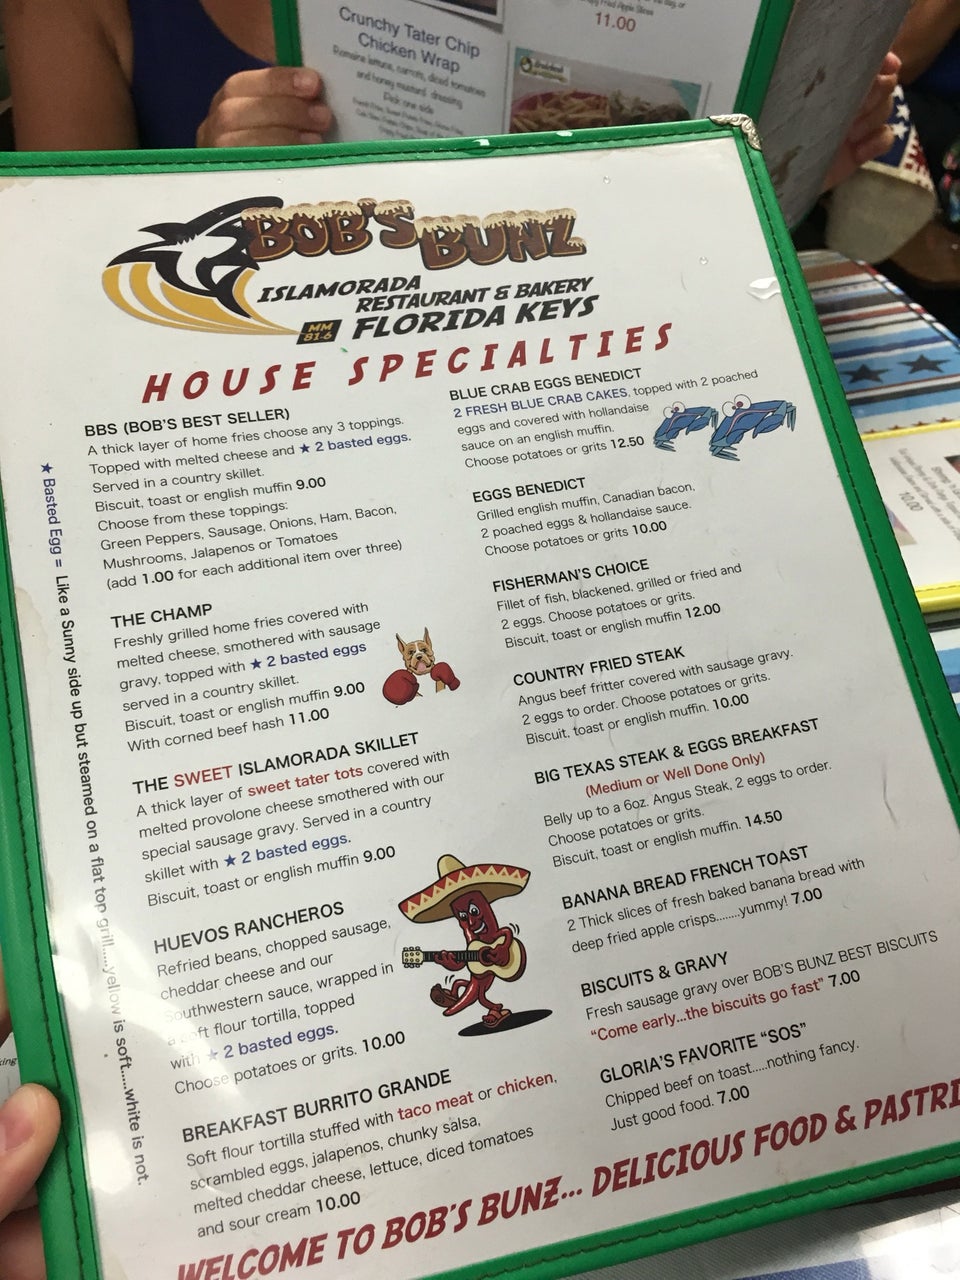 Crunchy Tater Chip
Chicken Wrap
Romaine lettuce, carrots, diced tomatoes
and honey mustard dressing
Pick one side
11.00
BOB'S BUNZ
ISLAMORADA
RESTAURANT & BAKERY
MM
81.6
FLORIDA KEYS
HOUSE SPECIALTIES
BBS (BOB'S BEST SELLER)
A thick layer of home fries choose any 3 toppings.
Topped with melted cheese and ★ 2 basted eggs.
Served in a country skillet.
Biscuit, toast or english muffin 9.00
Choose from these toppings:
Green Peppers, Sausage, Onions, Ham, Bacon,
Mushrooms, Jalapenos or Tomatoes
(add 1.00 for each additional item over three)
THE CHAMP
Freshly grilled home fries covered with
melted cheese, smothered with sausage
gravy, topped with ★ 2 basted eggs
served in a country skillet.
Biscuit, toast or english muffin 9.00
With corned beef hash 11.00
THE SWEET ISLAMORADA SKILLET
A thick layer of sweet tater tots covered with
melted provolone cheese smothered with our
special sausage gravy. Served in a country
skillet with ★ 2 basted eggs.
Biscuit, toast or english muffin 9.00
HUEVOS RANCHEROS
Refried beans, chopped sausage,
cheddar cheese and our
Southwestern sauce, wrapped in
a soft flour tortilla, topped
with ★ 2 basted eggs.
Choose potatoes or grits. 10.00
BREAKFAST BURRITO GRANDE
Soft flour tortilla stuffed with taco meat or chicken,
scrambled eggs, jalapenos, chunky salsa,
melted cheddar cheese, lettuce, diced tomatoes
and sour cream 10.00
BLUE CRAB EGGS BENEDICT
2 FRESH BLUE CRAB CAKES, topped with 2 poached
eggs and covered with hollandaise
sauce on an english muffin.
Choose potatoes or grits 12.50
EGGS BENEDICT
Grilled english muffin, Canadian bacon,
2 poached eggs & hollandaise sauce.
Choose potatoes or grits 10.00
FISHERMAN'S CHOICE
Fillet of fish, blackened, grilled or fried and
2 eggs. Choose potatoes or grits.
Biscuit, toast or english muffin 12.00
COUNTRY FRIED STEAK
Angus beef fritter covered with sausage gravy.
2 eggs to order. Choose potatoes or grits.
Biscuit, toast or english muffin. 10.00
BIG TEXAS STEAK & EGGS BREAKFAST
(Medium or Well Done Only)
Belly up to a 6oz. Angus Steak, 2 eggs to order.
Choose potatoes or grits.
Biscuit, toast or english muffin. 14.50
BANANA BREAD FRENCH TOAST
2 Thick slices of fresh baked banana bread with
deep fried apple crisps........yummy! 7.00
BISCUITS & GRAVY
Fresh sausage gravy over BOB'S BUNZ BEST BISCUITS
"Come early...the biscuits go fast" 7.00
GLORIA'S FAVORITE "SOS"
Chipped beef on toast.....nothing fancy.
Just good food. 7.00
★ Basted Egg = Like a Sunny side up but steamed on a flat top grill.....yellow is soft.....white is not.
WELCOME TO BOB'S BUNZ... DELICIOUS FOOD & PASTRI
10.00